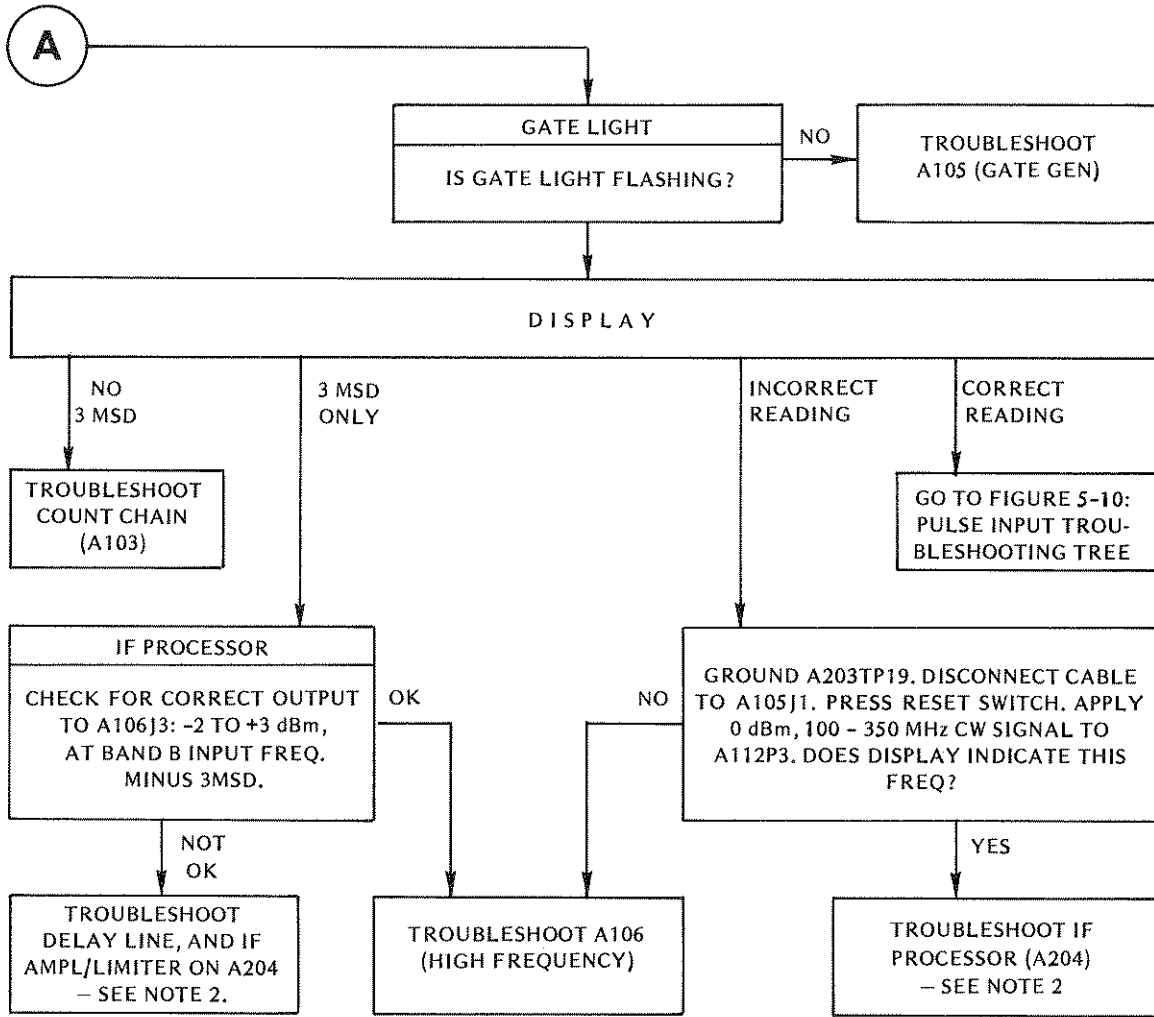 A
GATE LIGHT
IS GATE LIGHT FLASHING?
NO
TROUBLESHOOT
A105 (GATE GEN)
DISPLAY
NO
3 MSD
3 MSD
ONLY
INCORRECT
READING
CORRECT
READING
TROUBLESHOOT
COUNT CHAIN
(A103)
GO TO FIGURE 5-10:
PULSE INPUT TROU-
BLESHOOTING TREE
IF PROCESSOR
CHECK FOR CORRECT OUTPUT
TO A106J3: -2 TO +3 dBm,
AT BAND B INPUT FREQ.
MINUS 3MSD.
OK
NO
GROUND A203TP19. DISCONNECT CABLE
TO A105J1. PRESS RESET SWITCH. APPLY
0 dBm, 100 – 350 MHz CW SIGNAL TO
A112P3. DOES DISPLAY INDICATE THIS
FREQ?
NOT
OK
YES
TROUBLESHOOT
DELAY LINE, AND IF
AMPL/LIMITER ON A204
– SEE NOTE 2.
TROUBLESHOOT A106
(HIGH FREQUENCY)
TROUBLESHOOT IF
PROCESSOR (A204)
– SEE NOTE 2